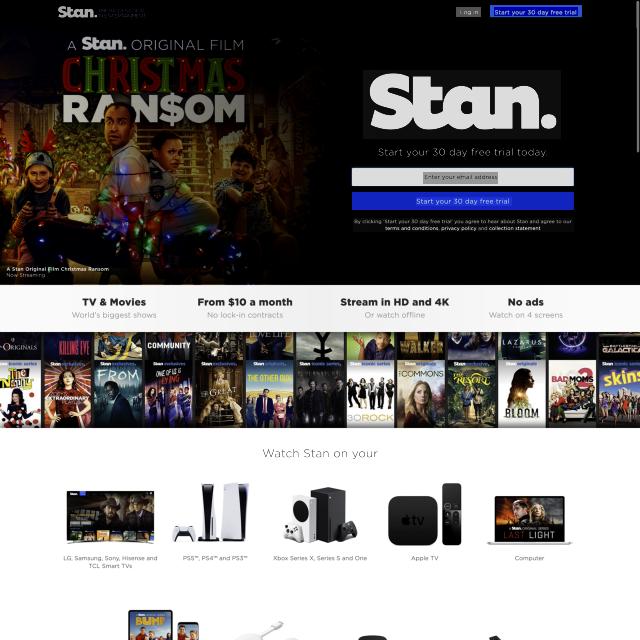 Stan.
Log in
Start your 30 day free trial
A Stan. ORIGINAL FILM
CHRISTMAS
RAN$OM
Stan.
Start your 30 day free trial today.
Enter your email address
Start your 30 day free trial
By clicking 'Start your 30 day free trial' you agree to hear about Stan and agree to our
terms and conditions, privacy policy and collection statement
A Stan Original Film Christmas Ransom
Now Streaming
TV & Movies
World's biggest shows
From $10 a month
No lock-in contracts
Stream in HD and 4K
Or watch offline
No ads
Watch on 4 screens
ORIGINALS
KILLING EVE
COMMUNITY
WALKER
LAZARUS
GALACTICA
The Nanny
EXTRAORDINARY
FROM
ONE OF US IS LYING
GREAT
THE OTHER GUY
30ROCK
THE COMMONS
BLOOM
BAD MOMS 2
skins
Watch Stan on your
LG, Samsung, Sony, Hisense and
TCL Smart TVs
PS5™, PS4™ and PS3™
Xbox Series X, Series S and One
tv
Apple TV
LAST LIGHT
Computer
BUMP